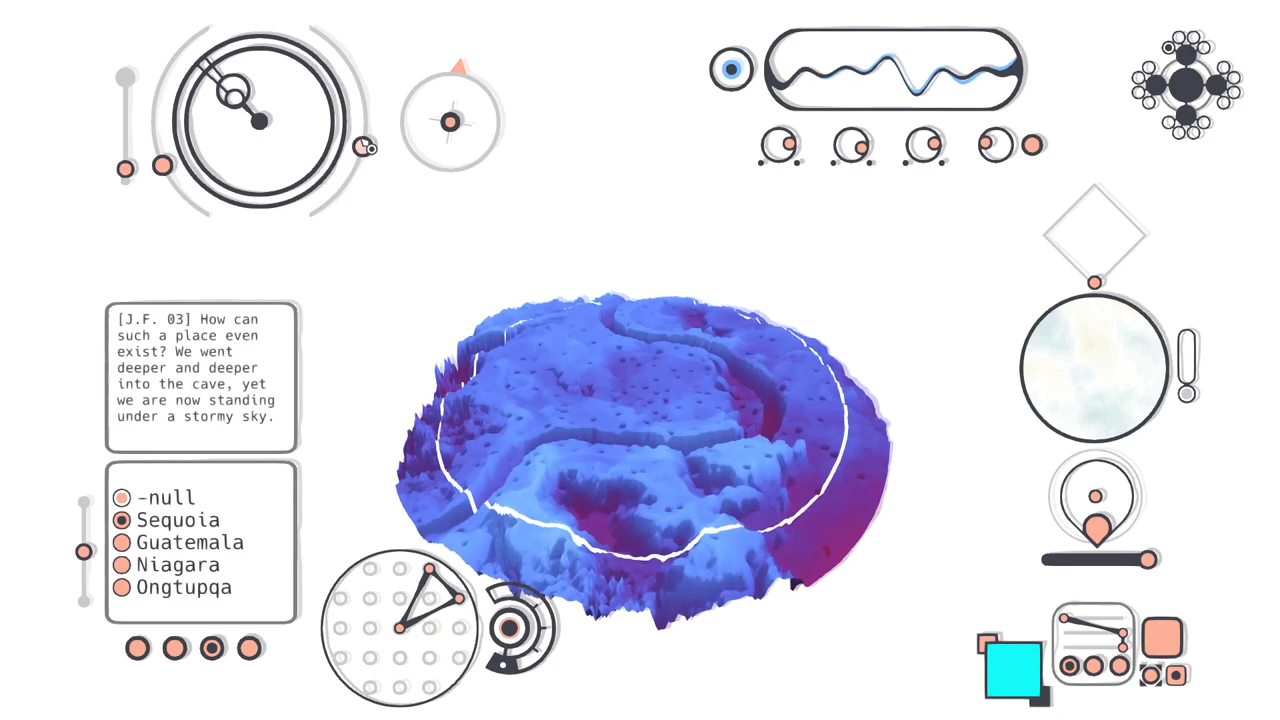 [J.F. 03] How can
such a place even
exist? We went
deeper and deeper
into the cave, yet
we are now standing
under a stormy sky.
-null
Sequoia
Guatemala
Niagara
Ongtupqa